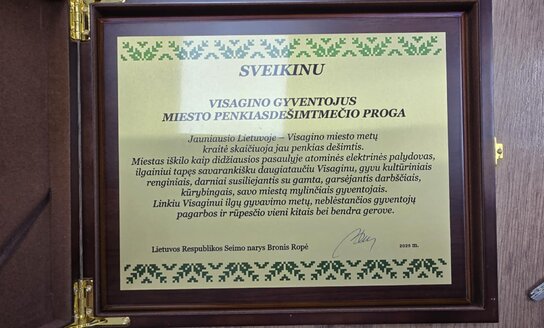 SVEIKINU
VISAGINO GYVENTOJUS
MIESTO PENKIASDEŠIMTMEČIO PROGA
Jauniausio Lietuvoje – Visagino miesto metų
kraitė skaičiuoja jau penkias dešimtis.
Miestas iškilo kaip didžiausios pasaulyje atominės elektrinės palydovas,
ilgainiui tapęs savarankišku daugiataučiu Visaginu, gyvu kultūriniais
renginiais, darniai susiliejantis su gamta, garsėjantis darbščiais,
kūrybingais, savo miestą mylinčiais gyventojais.
Linkiu Visaginui ilgų gyvavimo metų, neblėstančios gyventojų
pagarbos ir rūpesčio vieni kitais bei bendra gerove.
Lietuvos Respublikos Seimo narys Bronis Ropė
2025 m.